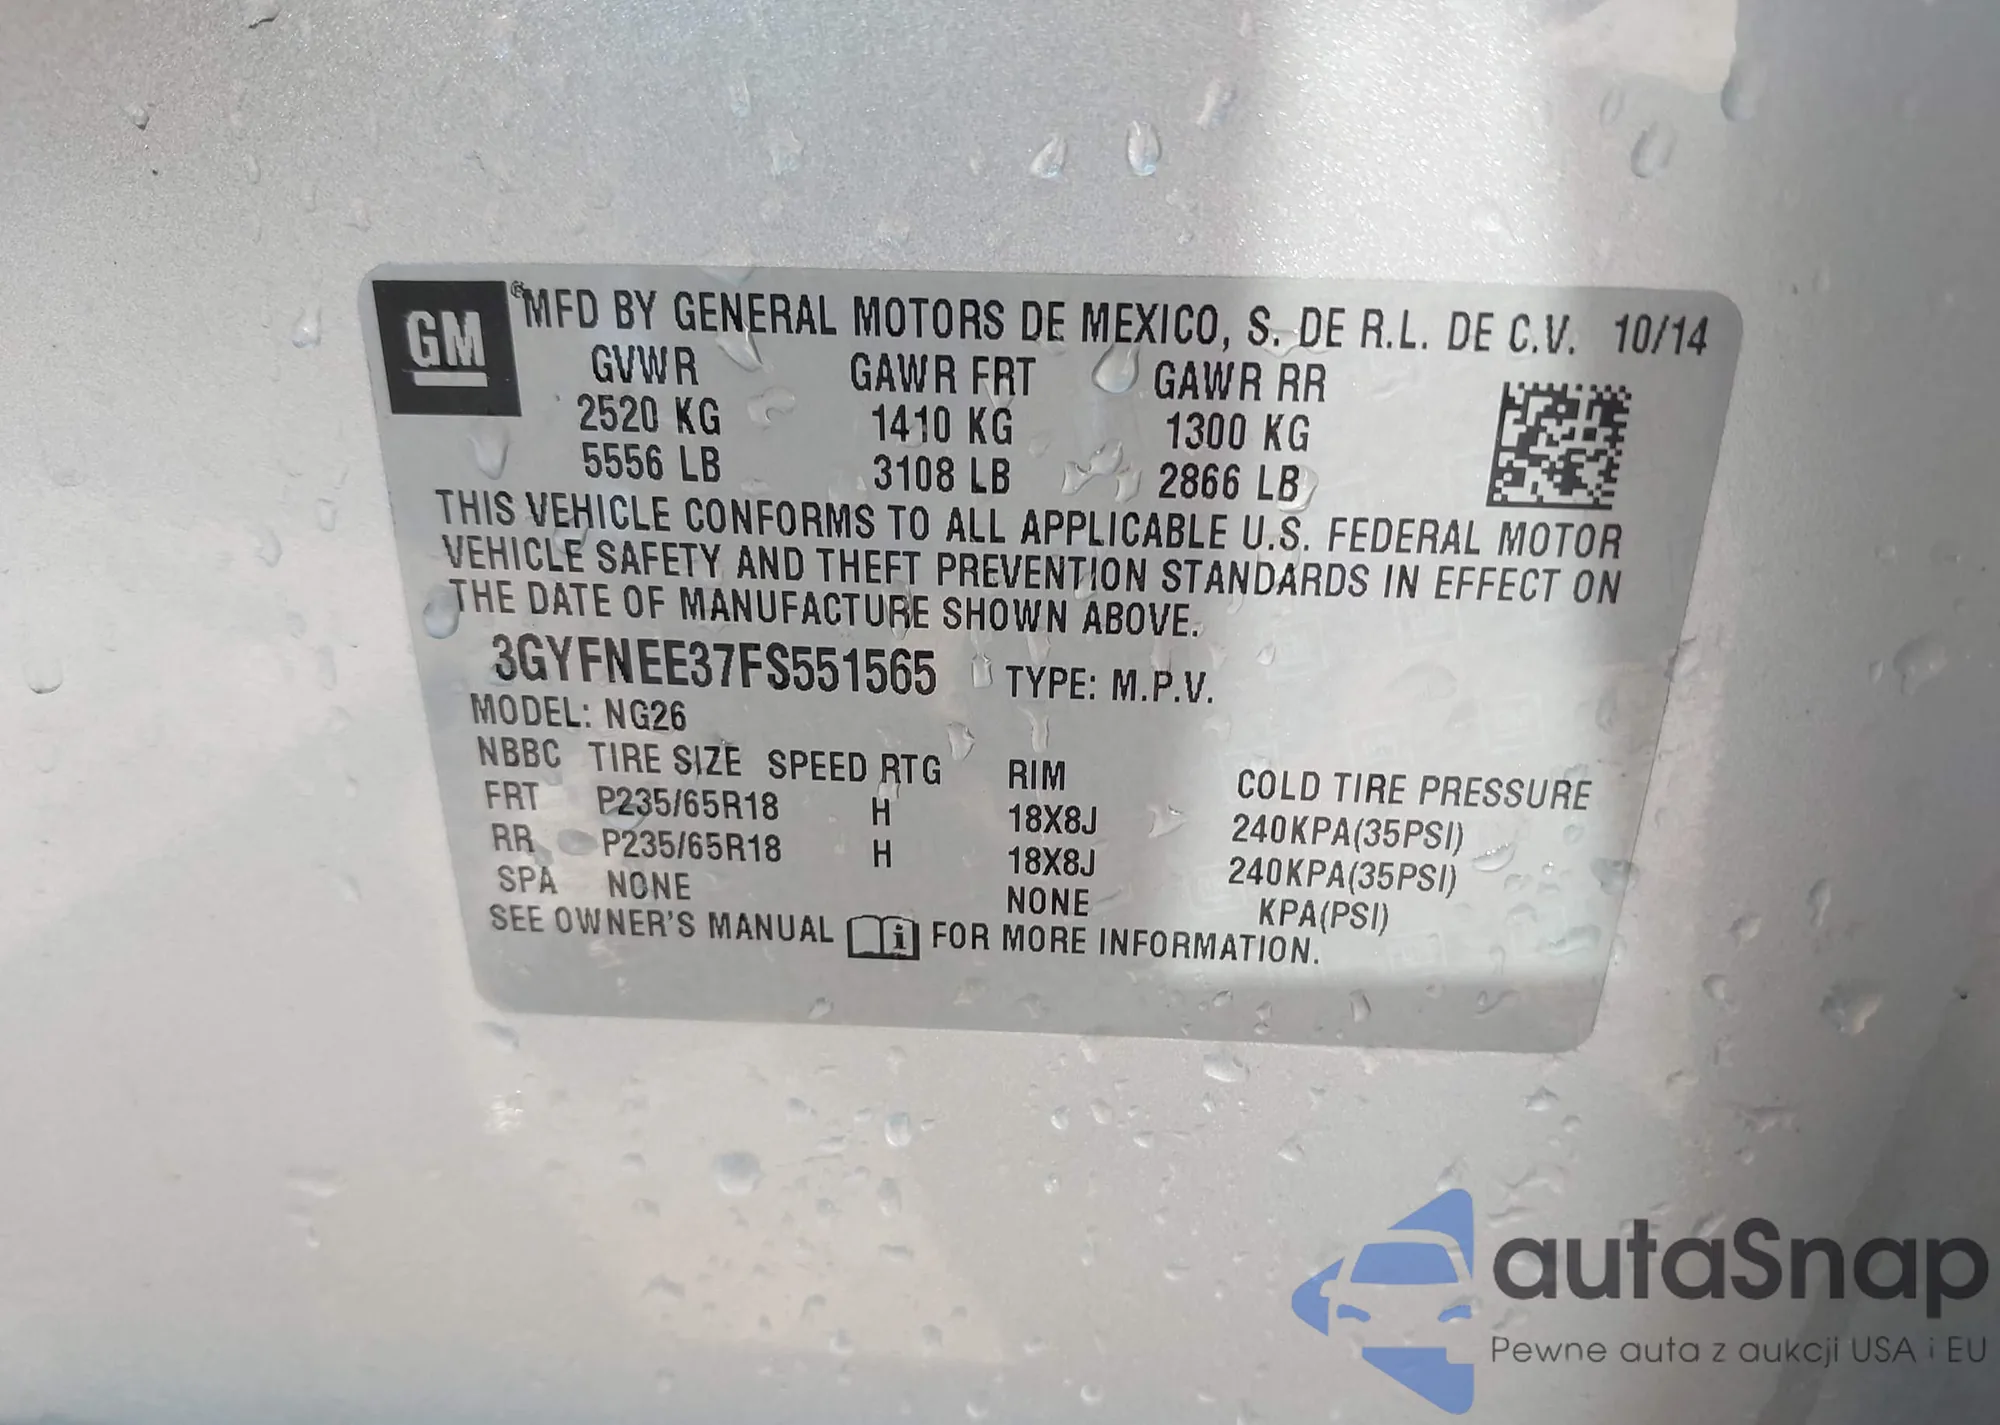 GM
®MFD BY GENERAL MOTORS DE MEXICO, S. DE R.L. DE C.V. 10/14
GVWR GAWR FRT GAWR RR
2520 KG 1410 KG 1300 KG
5556 LB 3108 LB 2866 LB
THIS VEHICLE CONFORMS TO ALL APPLICABLE U.S. FEDERAL MOTOR
VEHICLE SAFETY AND THEFT PREVENTION STANDARDS IN EFFECT ON
THE DATE OF MANUFACTURE SHOWN ABOVE.
3GYFNEE37FS551565 TYPE: M.P.V.
MODEL: NG26
NBBC TIRE SIZE SPEED RTG RIM COLD TIRE PRESSURE
FRT P235/65R18 H 18X8J 240KPA(35PSI)
RR P235/65R18 H 18X8J 240KPA(35PSI)
SPA NONE NONE KPA(PSI)
SEE OWNER'S MANUAL i FOR MORE INFORMATION.
autaSnap
Pewne auta z aukcji USA i EU